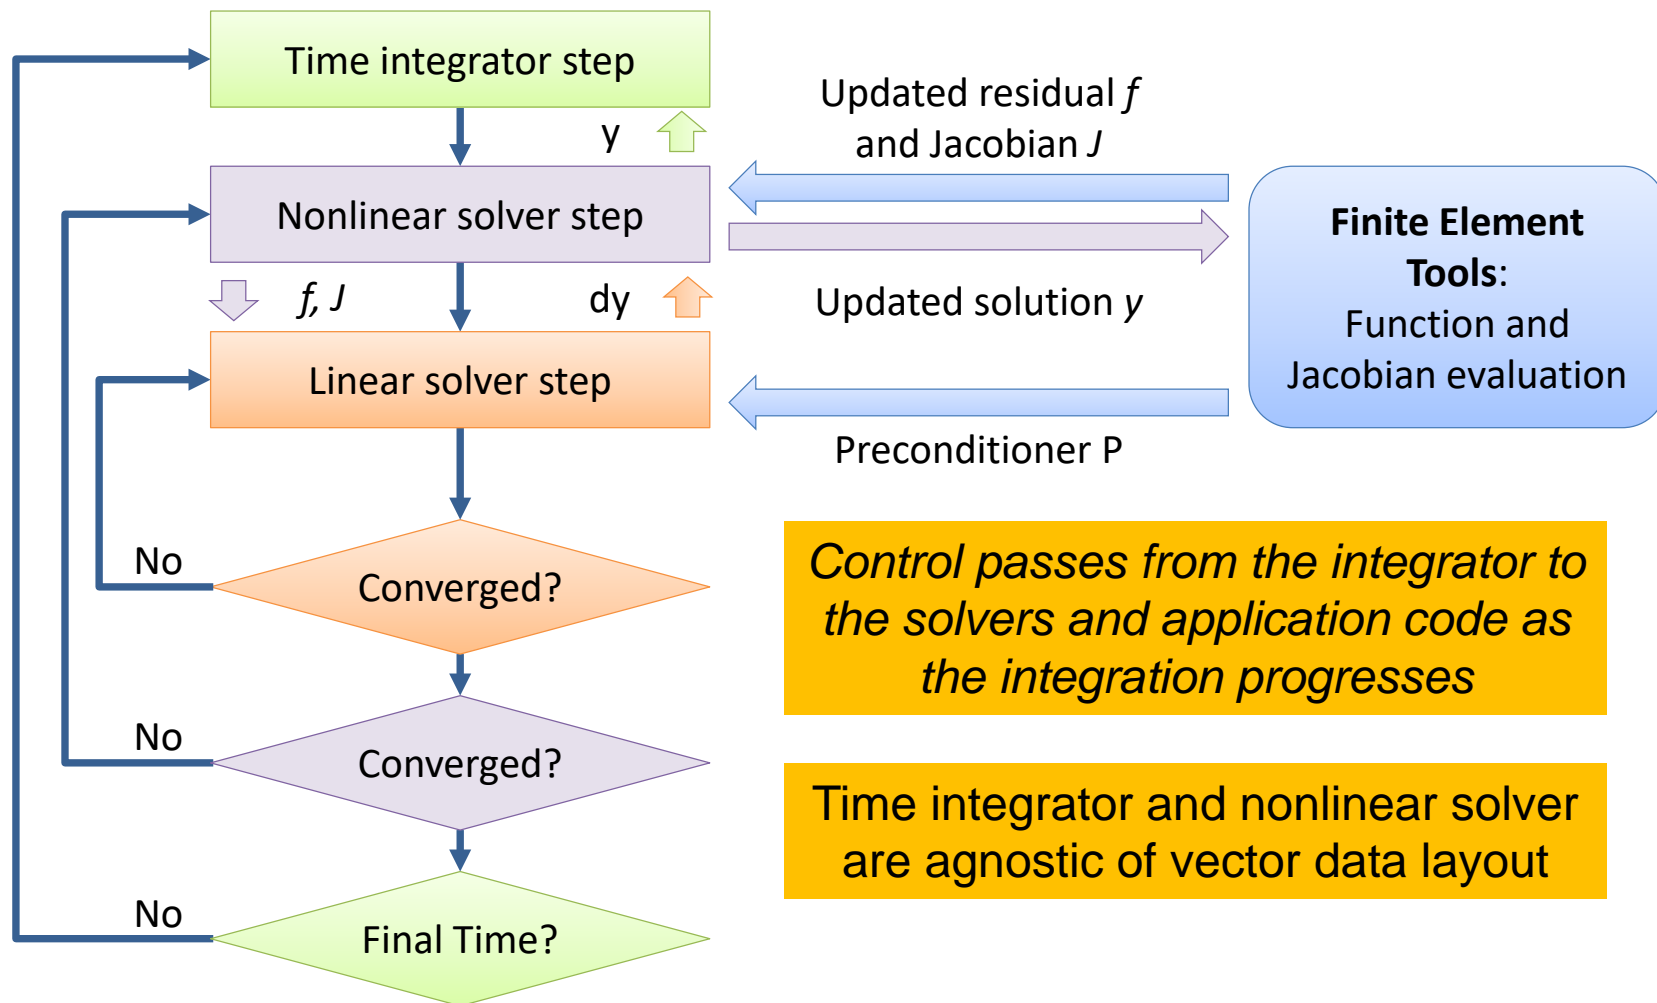 Time integrator step
y
Nonlinear solver step
f, J
dy
Linear solver step
No
Converged?
No
Converged?
No
Final Time?
Updated residual f
and Jacobian J
Updated solution y
Preconditioner P
Finite Element
Tools:
Function and
Jacobian evaluation
Control passes from the integrator to
the solvers and application code as
the integration progresses
Time integrator and nonlinear solver
are agnostic of vector data layout